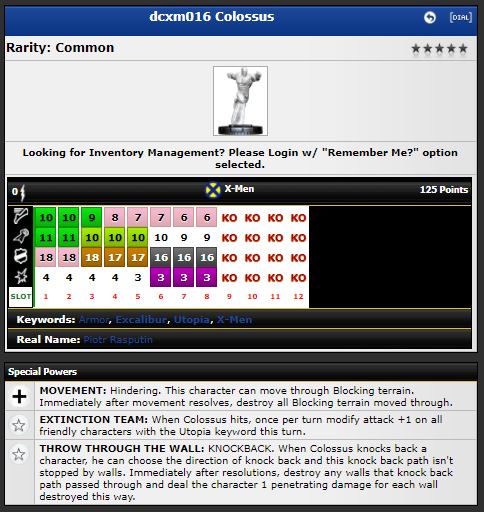 dcxm016 Colossus
[DIAL]
Rarity: Common
Looking for Inventory Management? Please Login w/ "Remember Me?" option
selected.
0 X-Men 125 Points
10 10 9 8 7 7 6 6 KO KO KO KO
11 11 11 10 10 10 9 9 KO KO KO KO
18 18 18 17 17 16 16 16 KO KO KO KO
4 4 4 4 3 3 3 3 KO KO KO KO
SLOT 1 2 3 4 5 6 7 8 9 10 11 12
Keywords: Armor, Excalibur, Utopia, X-Men
Real Name: Piotr Rasputin
Special Powers
MOVEMENT: Hindering. This character can move through Blocking terrain.
Immediately after movement resolves, destroy all Blocking terrain moved through.
EXTINCTION TEAM: When Colossus hits, once per turn modify attack +1 on all
friendly characters with the Utopia keyword this turn.
THROW THROUGH THE WALL: KNOCKBACK. When Colossus knocks back a
character, he can choose the direction of knock back and this knock back path isn't
stopped by walls. Immediately after resolutions, destroy any walls that knock back
path passed through and deal the character 1 penetrating damage for each wall
destroyed this way.